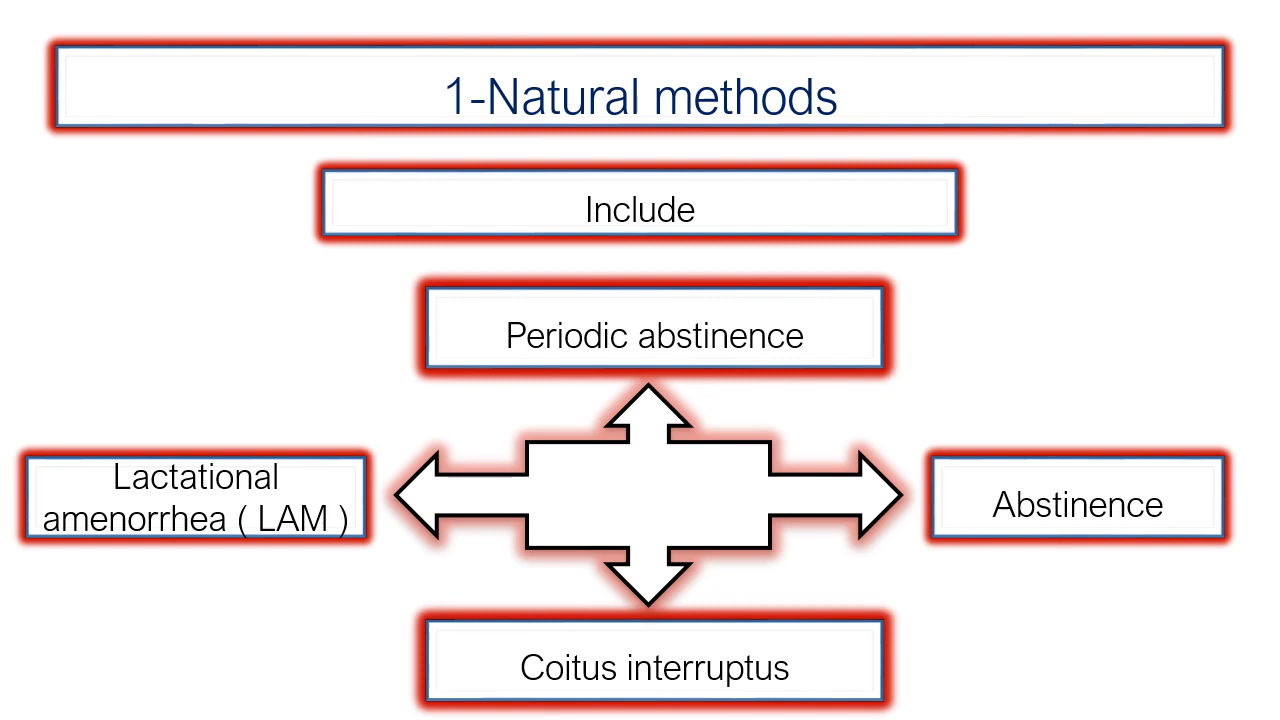 1-Natural methods
Include
Periodic abstinence
Lactational
amenorrhea ( LAM )
Abstinence
Coitus interruptus